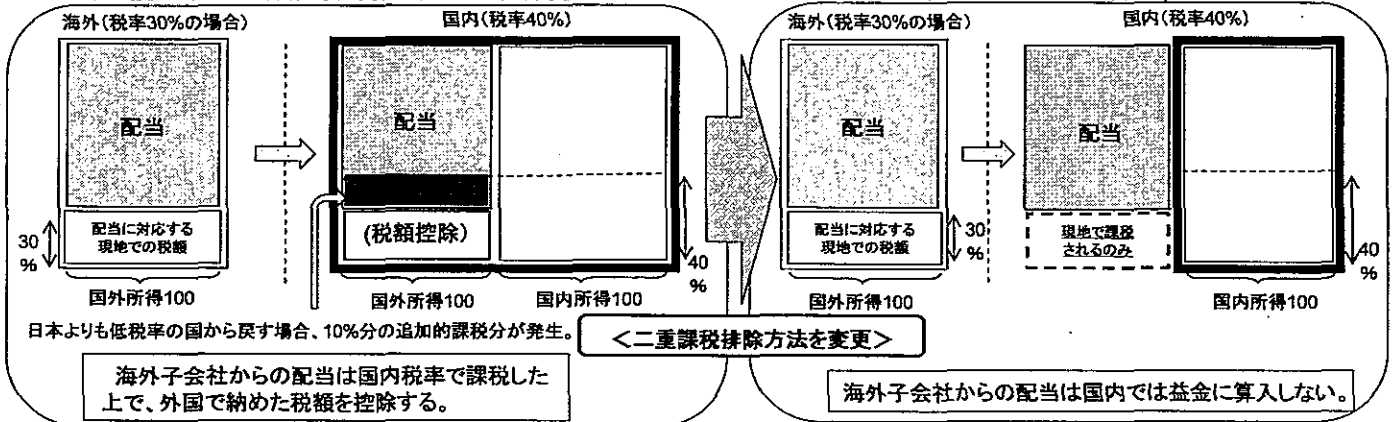 海外(税率30%の場合)
国内(税率40%)
配当
配当
30
%
配当に対応する
現地での税額
(税額控除)
40
%
国外所得100
国外所得100
国内所得100
日本よりも低税率の国から戻す場合、10%分の追加的課税分が発生。
海外子会社からの配当は国内税率で課税した
上で、外国で納めた税額を控除する。
<二重課税排除方法を変更>
海外(税率30%の場合)
国内(税率40%)
配当
配当
配当に対応する
現地での税額
30
%
現地で課税
されるのみ
40
%
国外所得100
国内所得100
海外子会社からの配当は国内では益金に算入しない。